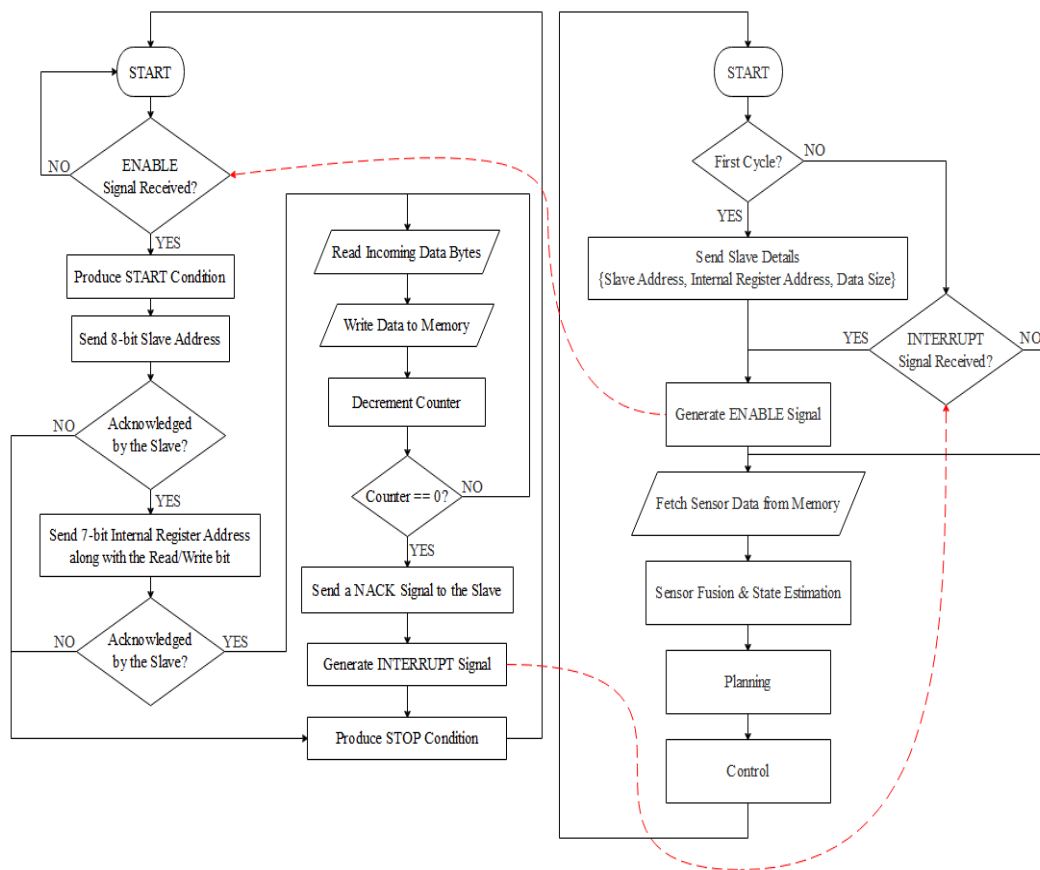 START
NO
ENABLE
Signal Received?
YES
Produce START Condition
Send 8-bit Slave Address
NO
Acknowledged
by the Slave?
YES
Send 7-bit Internal Register Address
along with the Read/Write bit
NO
Acknowledged
by the Slave?
YES
Read Incoming Data Bytes
Write Data to Memory
Decrement Counter
Counter == 0?
NO
YES
Send a NACK Signal to the Slave
Generate INTERRUPT Signal
Produce STOP Condition
START
First Cycle?
NO
YES
Send Slave Details
{Slave Address, Internal Register Address, Data Size}
YES
INTERRUPT
Signal Received?
NO
Generate ENABLE Signal
Fetch Sensor Data from Memory
Sensor Fusion & State Estimation
Planning
Control